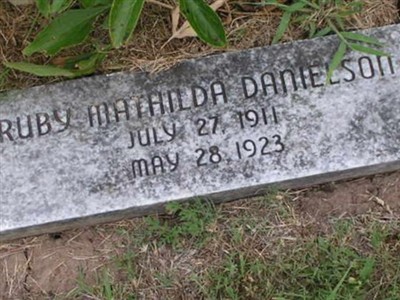 RUBY MATHILDA DANIELSON
JULY 27, 1911
MAY 28, 1923